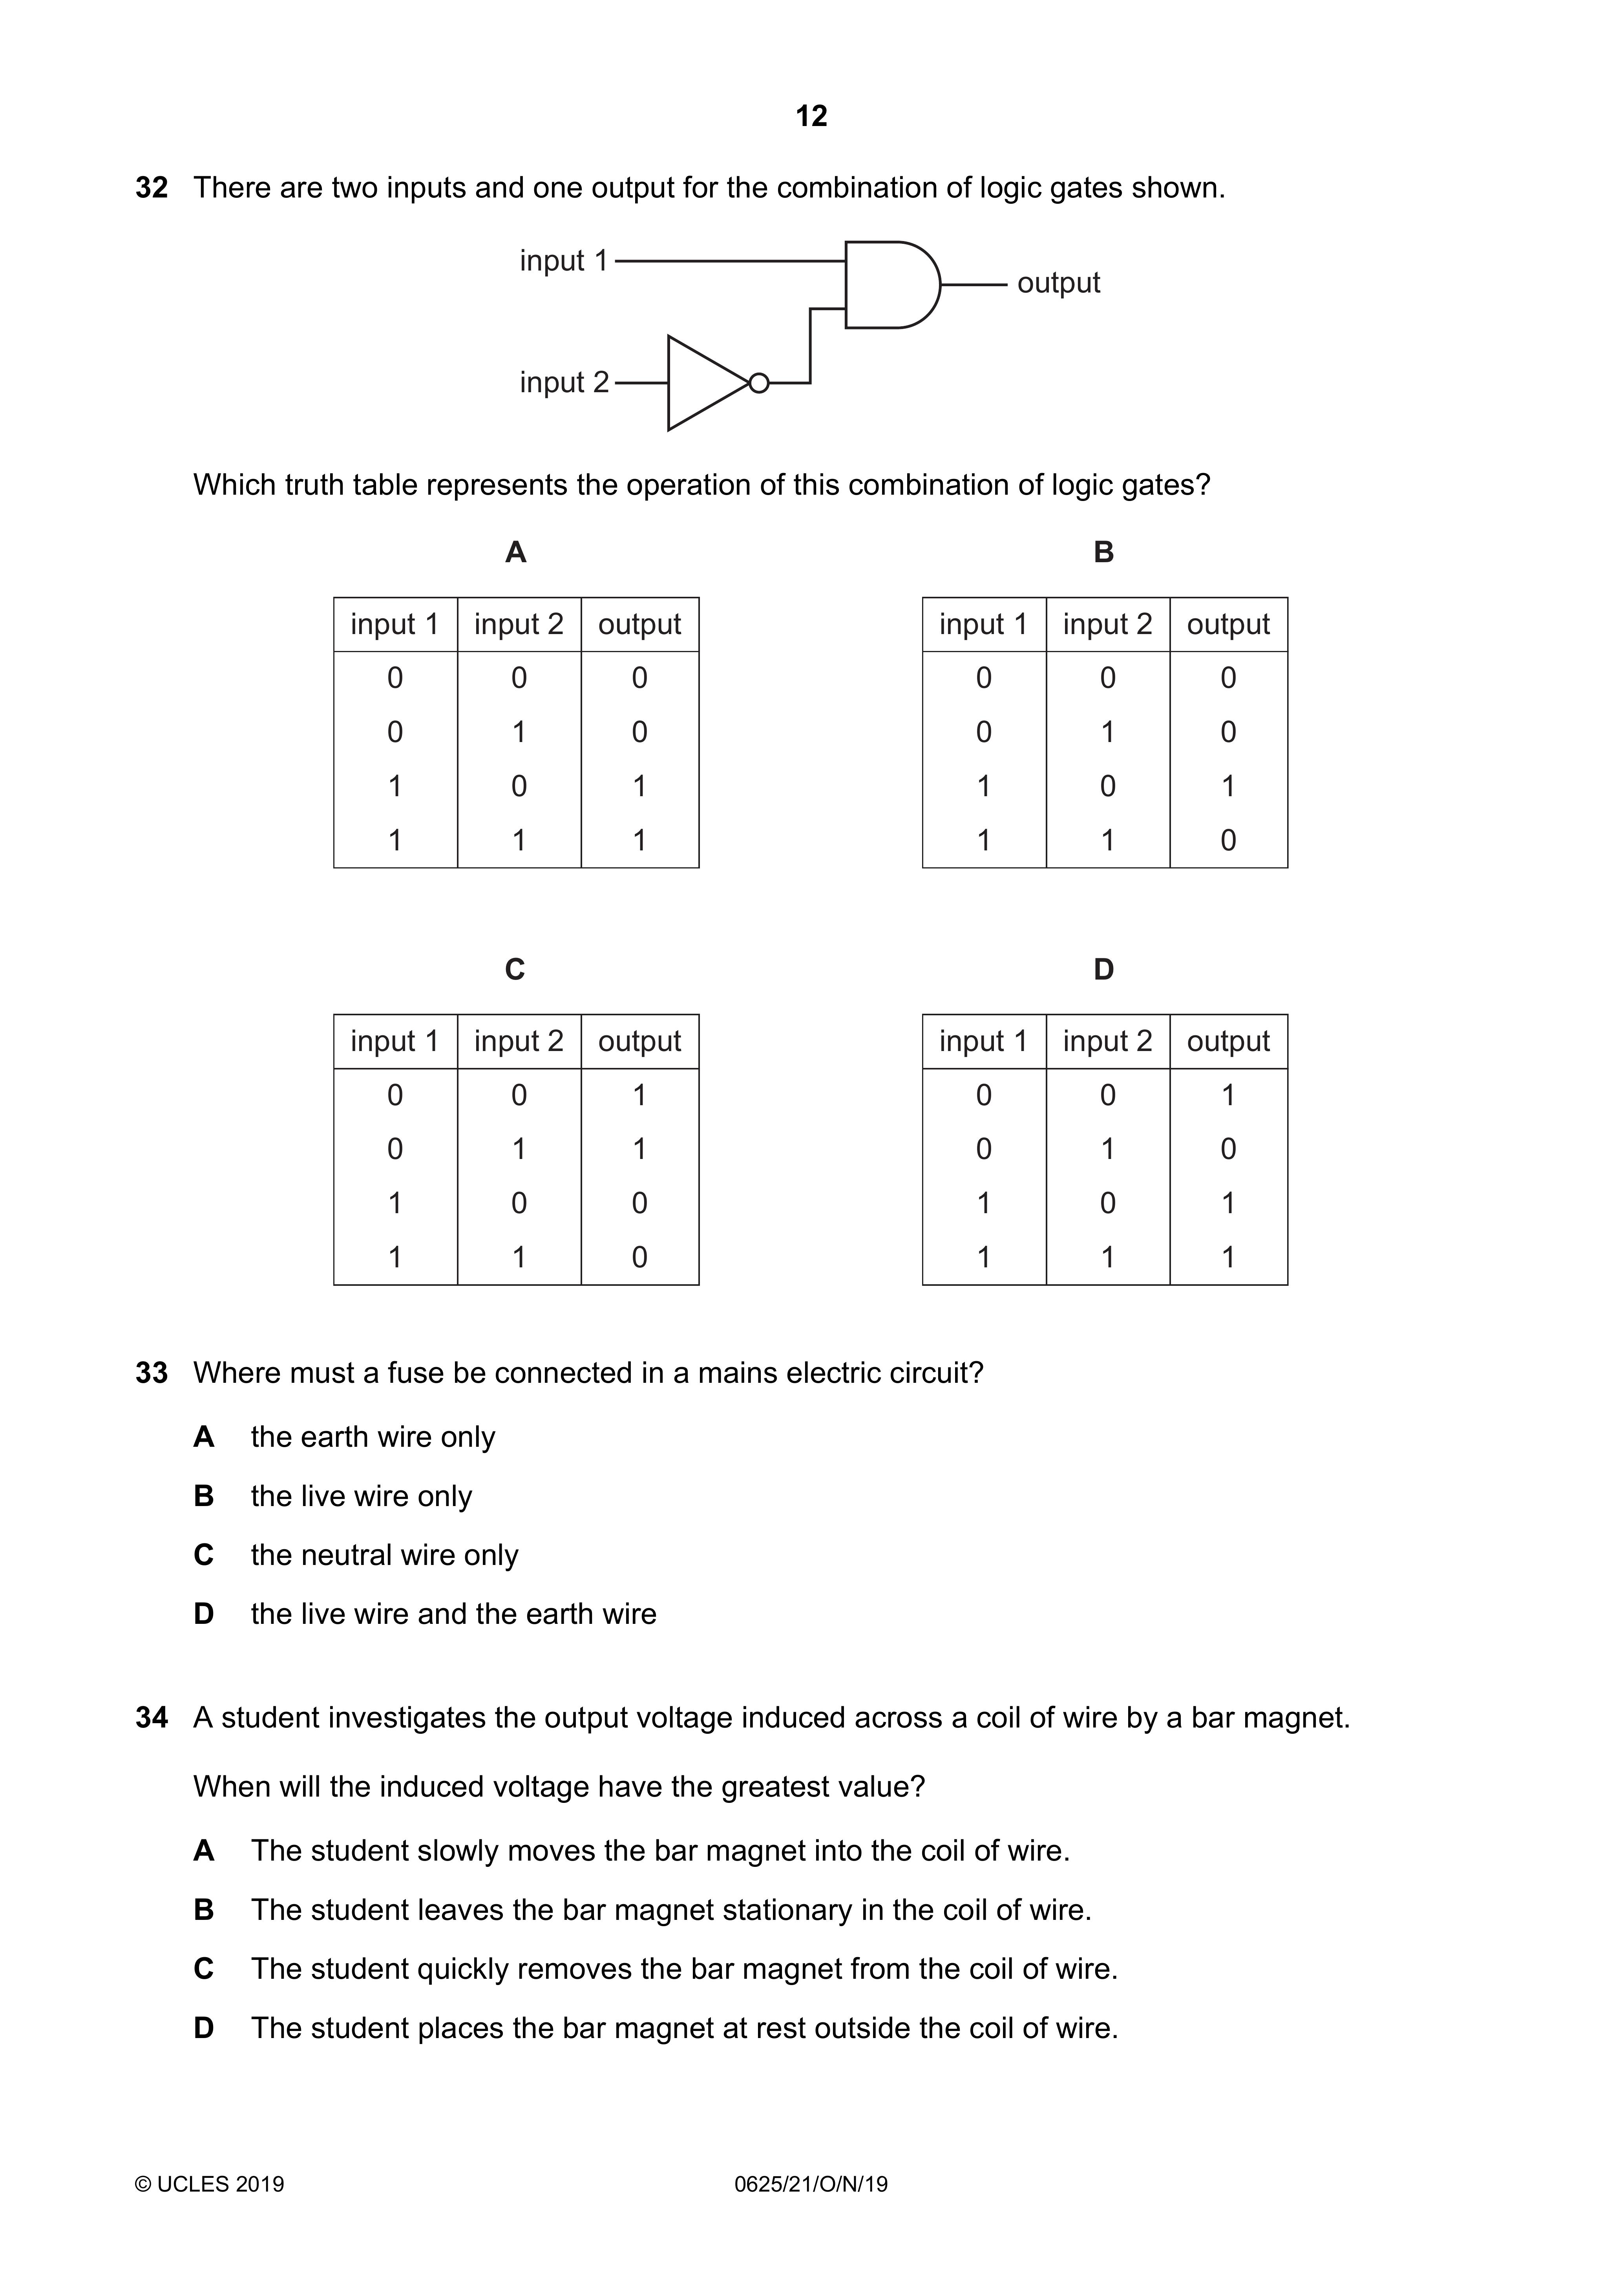 12
32 There are two inputs and one output for the combination of logic gates shown.
input 1
output
input 2
Which truth table represents the operation of this combination of logic gates?
A
input 1 input 2 output
0 0 0
0 1 0
1 0 1
1 1 1
B
input 1 input 2 output
0 0 0
0 1 0
1 0 1
1 1 0
C
input 1 input 2 output
0 0 1
0 1 1
1 0 0
1 1 0
D
input 1 input 2 output
0 0 1
0 1 0
1 0 1
1 1 1
33 Where must a fuse be connected in a mains electric circuit?
A the earth wire only
B the live wire only
C the neutral wire only
D the live wire and the earth wire
34 A student investigates the output voltage induced across a coil of wire by a bar magnet.
When will the induced voltage have the greatest value?
A The student slowly moves the bar magnet into the coil of wire.
B The student leaves the bar magnet stationary in the coil of wire.
C The student quickly removes the bar magnet from the coil of wire.
D The student places the bar magnet at rest outside the coil of wire.
© UCLES 2019 0625/21/O/N/19